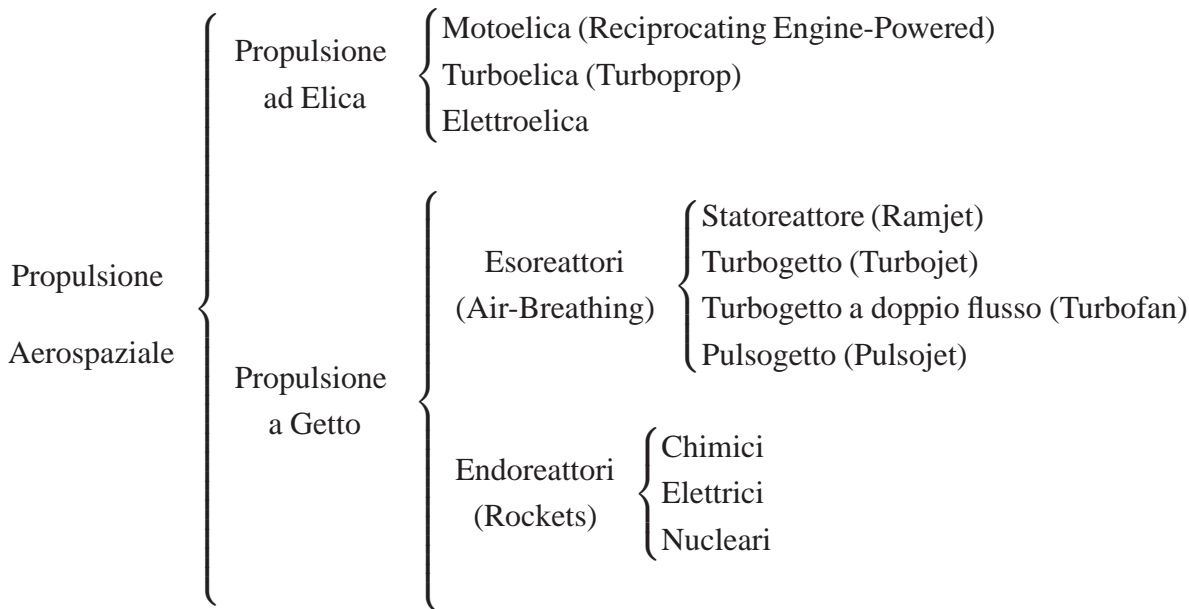 Propulsione
Aerospaziale
Propulsione
ad Elica
Motoelica (Reciprocating Engine-Powered)
Turboelica (Turboprop)
Elettroelica
Propulsione
a Getto
Esoreattori
(Air-Breathing)
Statoreattore (Ramjet)
Turbogetto (Turbojet)
Turbogetto a doppio flusso (Turbofan)
Pulsogetto (Pulsojet)
Endoreattori
(Rockets)
Chimici
Elettrici
Nucleari